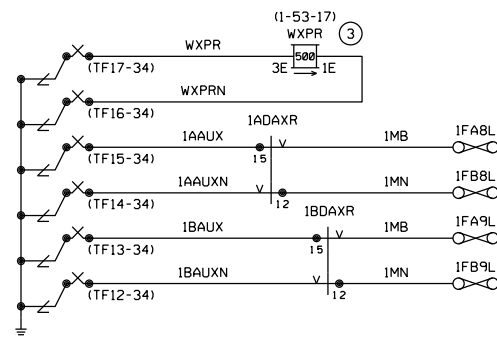 (1-53-17)
WXPR
3
WXPR
500
3E
1E
(TF17-34)
WXPRN
(TF16-34)
1ADAXR
1AAUX
1MB
1FA8L
V
(TF15-34)
15
1AAUXN
V
1MN
1FB8L
(TF14-34)
12
1BDAXR
1BAUX
1MB
1FA9L
V
(TF13-34)
15
1BAUXN
V
1MN
1FB9L
(TF12-34)
12